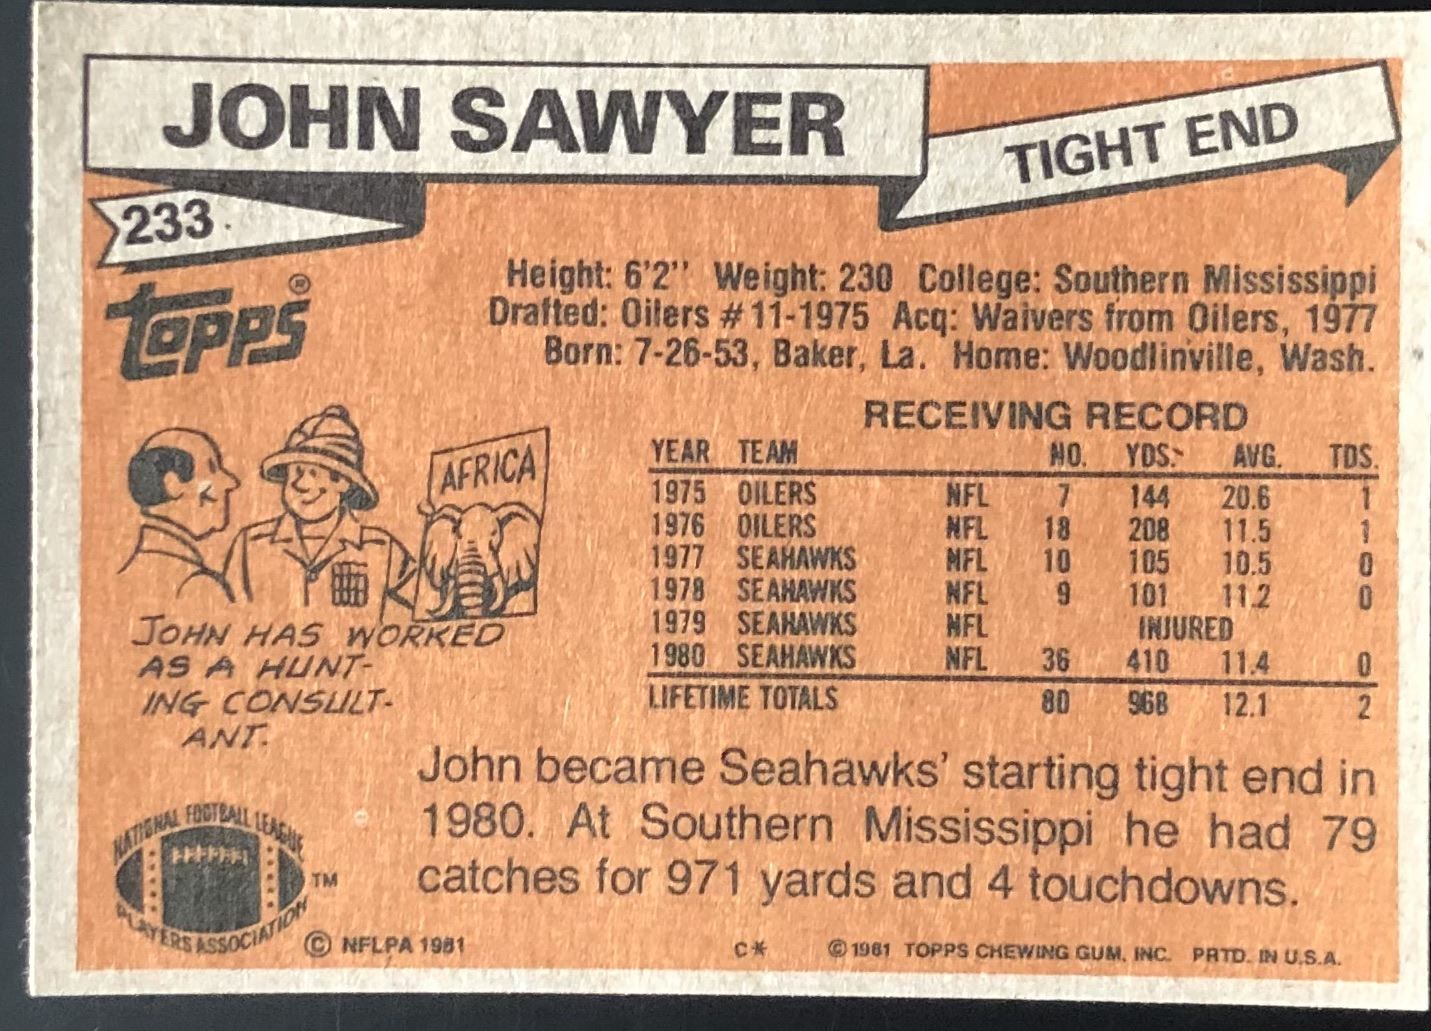 JOHN SAWYER
TIGHT END
233
TOPPS®
Height: 6'2'' Weight: 230 College: Southern Mississippi
Drafted: Oilers #11-1975 Acq: Waivers from Oilers, 1977
Born: 7-26-53, Baker, La. Home: Woodlinville, Wash.
RECEIVING RECORD
YEAR TEAM NO. YDS. AVG. TDS.
1975 OILERS NFL 7 144 20.6 1
1976 OILERS NFL 18 208 11.5 1
1977 SEAHAWKS NFL 10 105 10.5 0
1978 SEAHAWKS NFL 9 101 11.2 0
1979 SEAHAWKS NFL INJURED
1980 SEAHAWKS NFL 36 410 11.4 0
LIFETIME TOTALS 80 968 12.1 2
AFRICA
JOHN HAS WORKED
AS A HUNT-
ING CONSULT-
ANT.
John became Seahawks' starting tight end in
1980. At Southern Mississippi he had 79
catches for 971 yards and 4 touchdowns.
NATIONAL FOOTBALL LEAGUE
PLAYERS ASSOCIATION
TM
© NFLPA 1981
C*
© 1981 TOPPS CHEWING GUM, INC. PRTD. IN U.S.A.